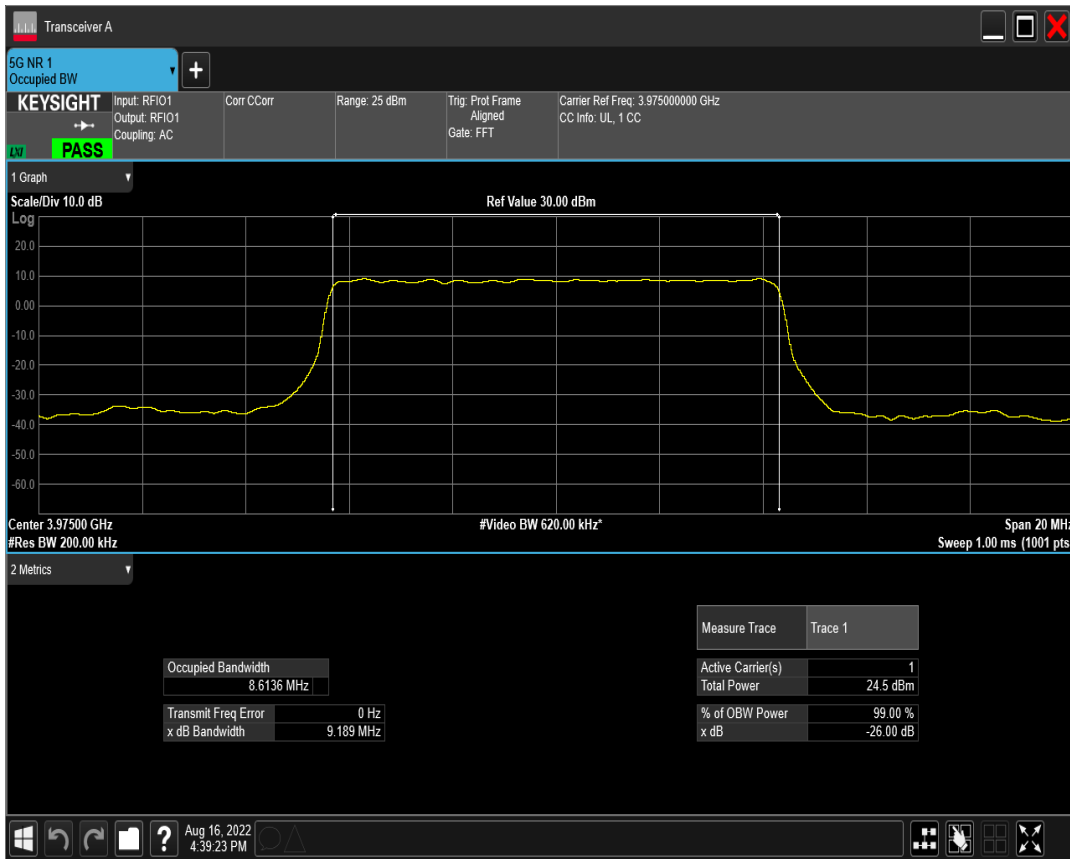 Transceiver A
5G NR 1
Occupied BW
KEYSIGHT
LXI
PASS
Input: RFIO1
Output: RFIO1
Coupling: AC
Corr CCorr
Range: 25 dBm
Trig: Prot Frame
Aligned
Gate: FFT
Carrier Ref Freq: 3.975000000 GHz
CC Info: UL, 1 CC
1 Graph
Scale/Div 10.0 dB
Ref Value 30.00 dBm
Log
20.0
10.0
0.00
-10.0
-20.0
-30.0
-40.0
-50.0
-60.0
Center 3.97500 GHz
#Video BW 620.00 kHz*
Span 20 MHz
#Res BW 200.00 kHz
Sweep 1.00 ms (1001 pts
2 Metrics
Measure Trace Trace 1
Occupied Bandwidth
8.6136 MHz
Active Carrier(s) 1
Total Power 24.5 dBm
Transmit Freq Error 0 Hz
x dB Bandwidth 9.189 MHz
% of OBW Power 99.00 %
x dB -26.00 dB
?
Aug 16, 2022
4:39:23 PM